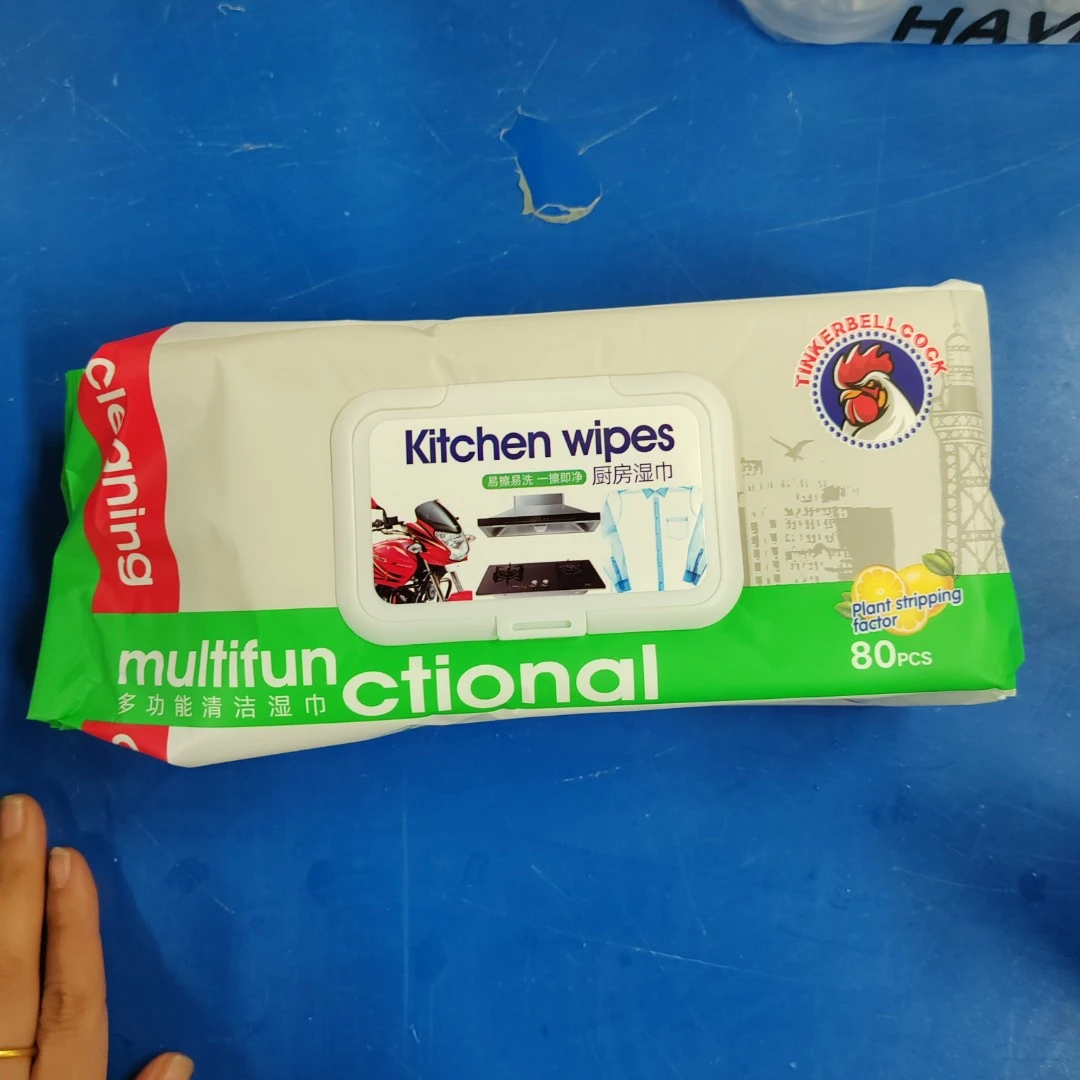 HAV
TINKERBELLCOCK
cleaning
Kitchen wipes
易擦易洗 一擦即净 厨房湿巾
Plant stripping
factor
80PCS
multifun
ctional
多功能清洁湿巾